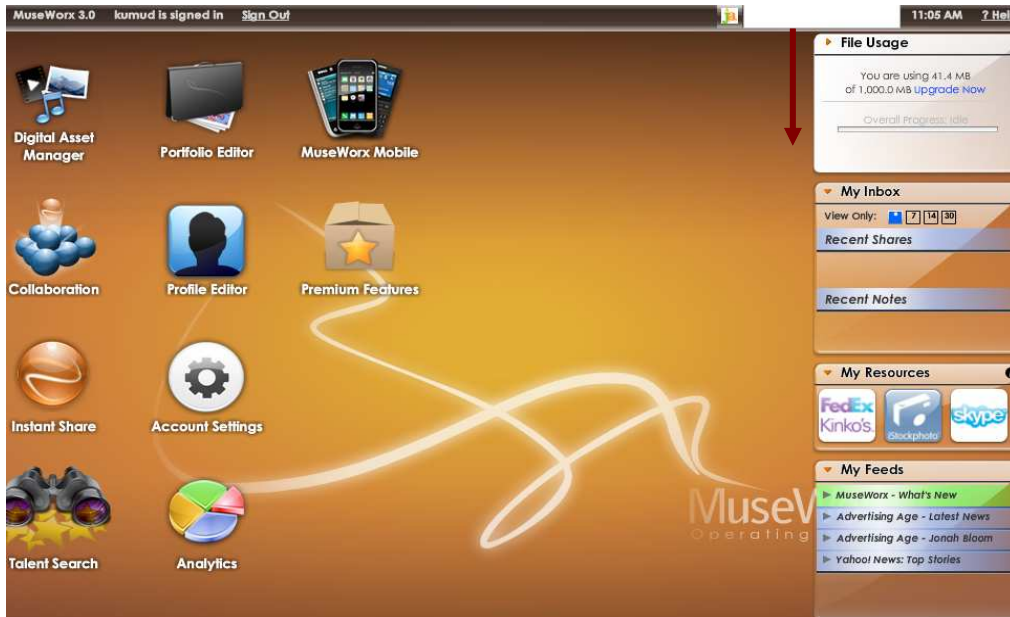 MuseWorx 3.0 kumud is signed in Sign Out 11:05 AM ? Hel
Digital Asset
Manager
Portfolio Editor
MuseWorx Mobile
Collaboration
Profile Editor
Premium Features
Instant Share
Account Settings
Talent Search
Analytics
MuseW
Operating
File Usage
You are using 41.4 MB
of 1,000.0 MB Upgrade Now
Overall Progress: Idle
My Inbox
View Only: 7 14 30
Recent Shares
Recent Notes
My Resources
FedEx
Kinko's
iStockphoto
skype
My Feeds
MuseWorx - What's New
Advertising Age - Latest News
Advertising Age - Jonah Bloom
Yahoo! News: Top Stories